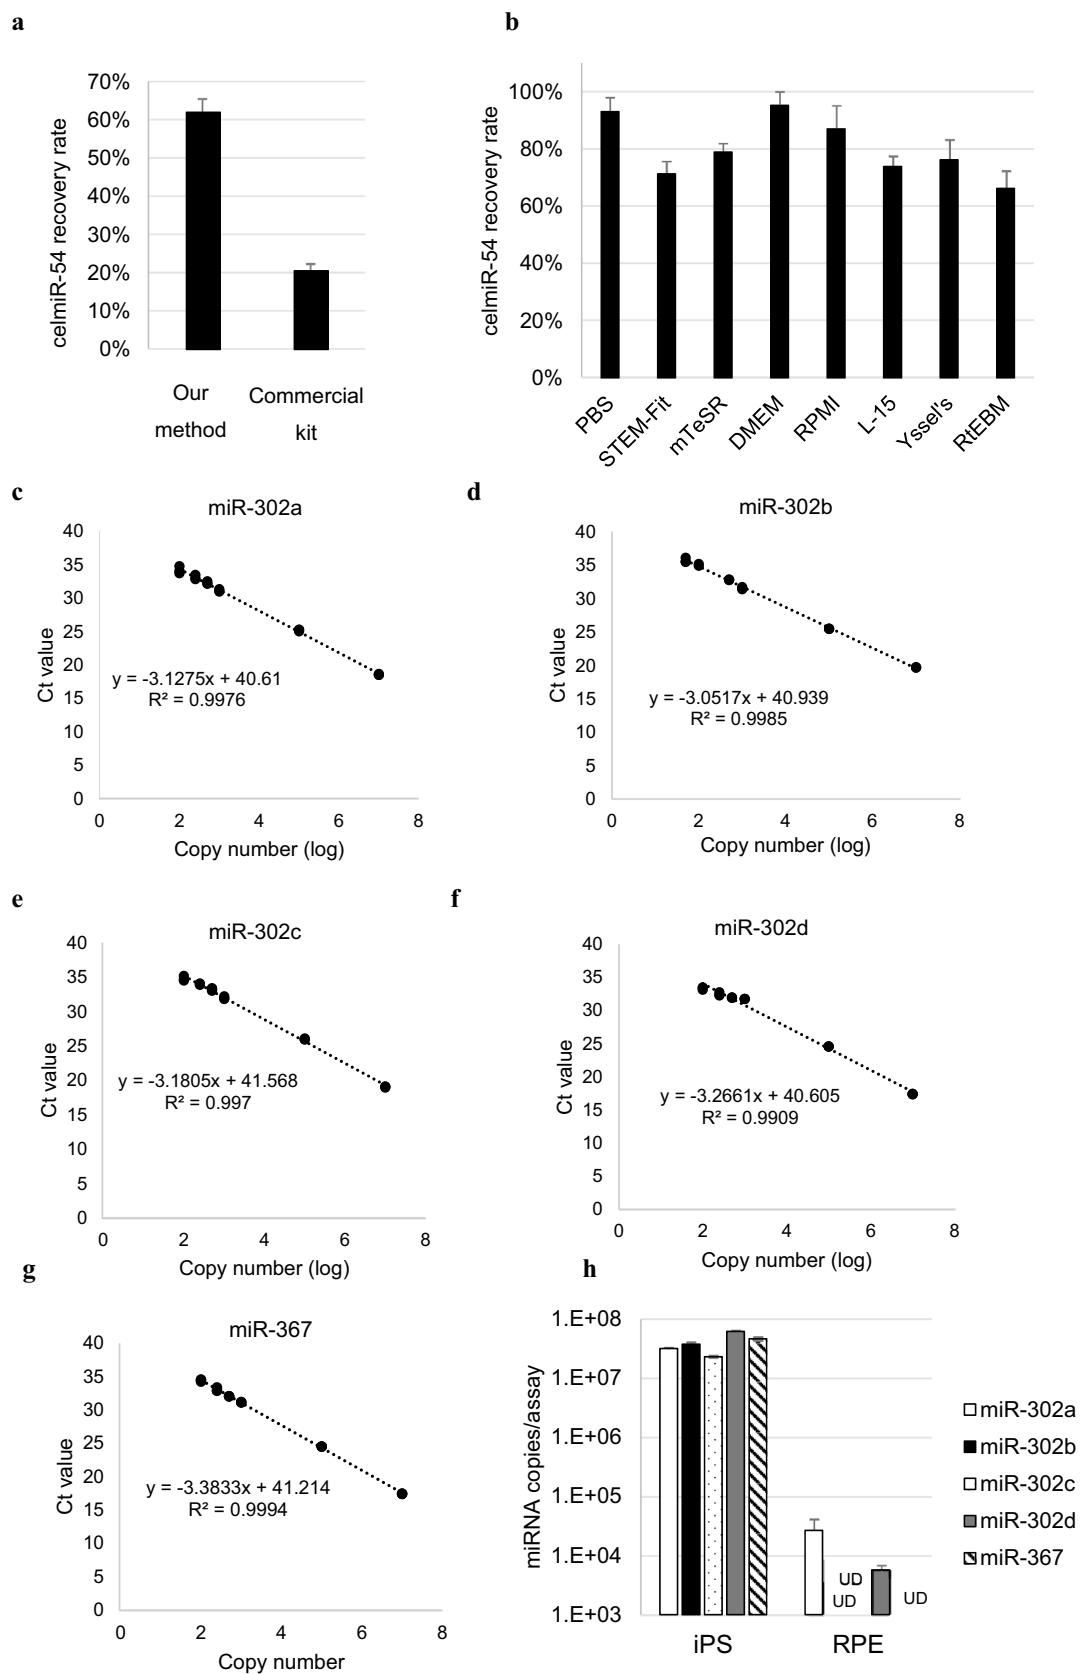 a
70%
60%
50%
40%
30%
20%
10%
0%
celmiR-54 recovery rate
Our
method
Commercial
kit
b
100%
80%
60%
40%
20%
0%
celmiR-54 recovery rate
PBS
STEM-Fit
mTeSR
DMEM
RPMI
L-15
Yssel's
RtEBM
c
miR-302a
40
35
30
25
20
15
10
5
0
Ct value
y = -3.1275x + 40.61
R² = 0.9976
0 2 4 6 8
Copy number (log)
d
miR-302b
40
35
30
25
20
15
10
5
0
Ct value
y = -3.0517x + 40.939
R² = 0.9985
0 2 4 6 8
Copy number (log)
e
miR-302c
40
35
30
25
20
15
10
5
0
Ct value
y = -3.1805x + 41.568
R² = 0.997
0 2 4 6 8
Copy number (log)
f
miR-302d
40
35
30
25
20
15
10
5
0
Ct value
y = -3.2661x + 40.605
R² = 0.9909
0 2 4 6 8
Copy number (log)
g
miR-367
40
35
30
25
20
15
10
5
0
Ct value
y = -3.3833x + 41.214
R² = 0.9994
0 2 4 6 8
Copy number
h
1.E+08
1.E+07
1.E+06
1.E+05
1.E+04
1.E+03
miRNA copies/assay
UD
UD
UD
iPS RPE
miR-302a
miR-302b
miR-302c
miR-302d
miR-367